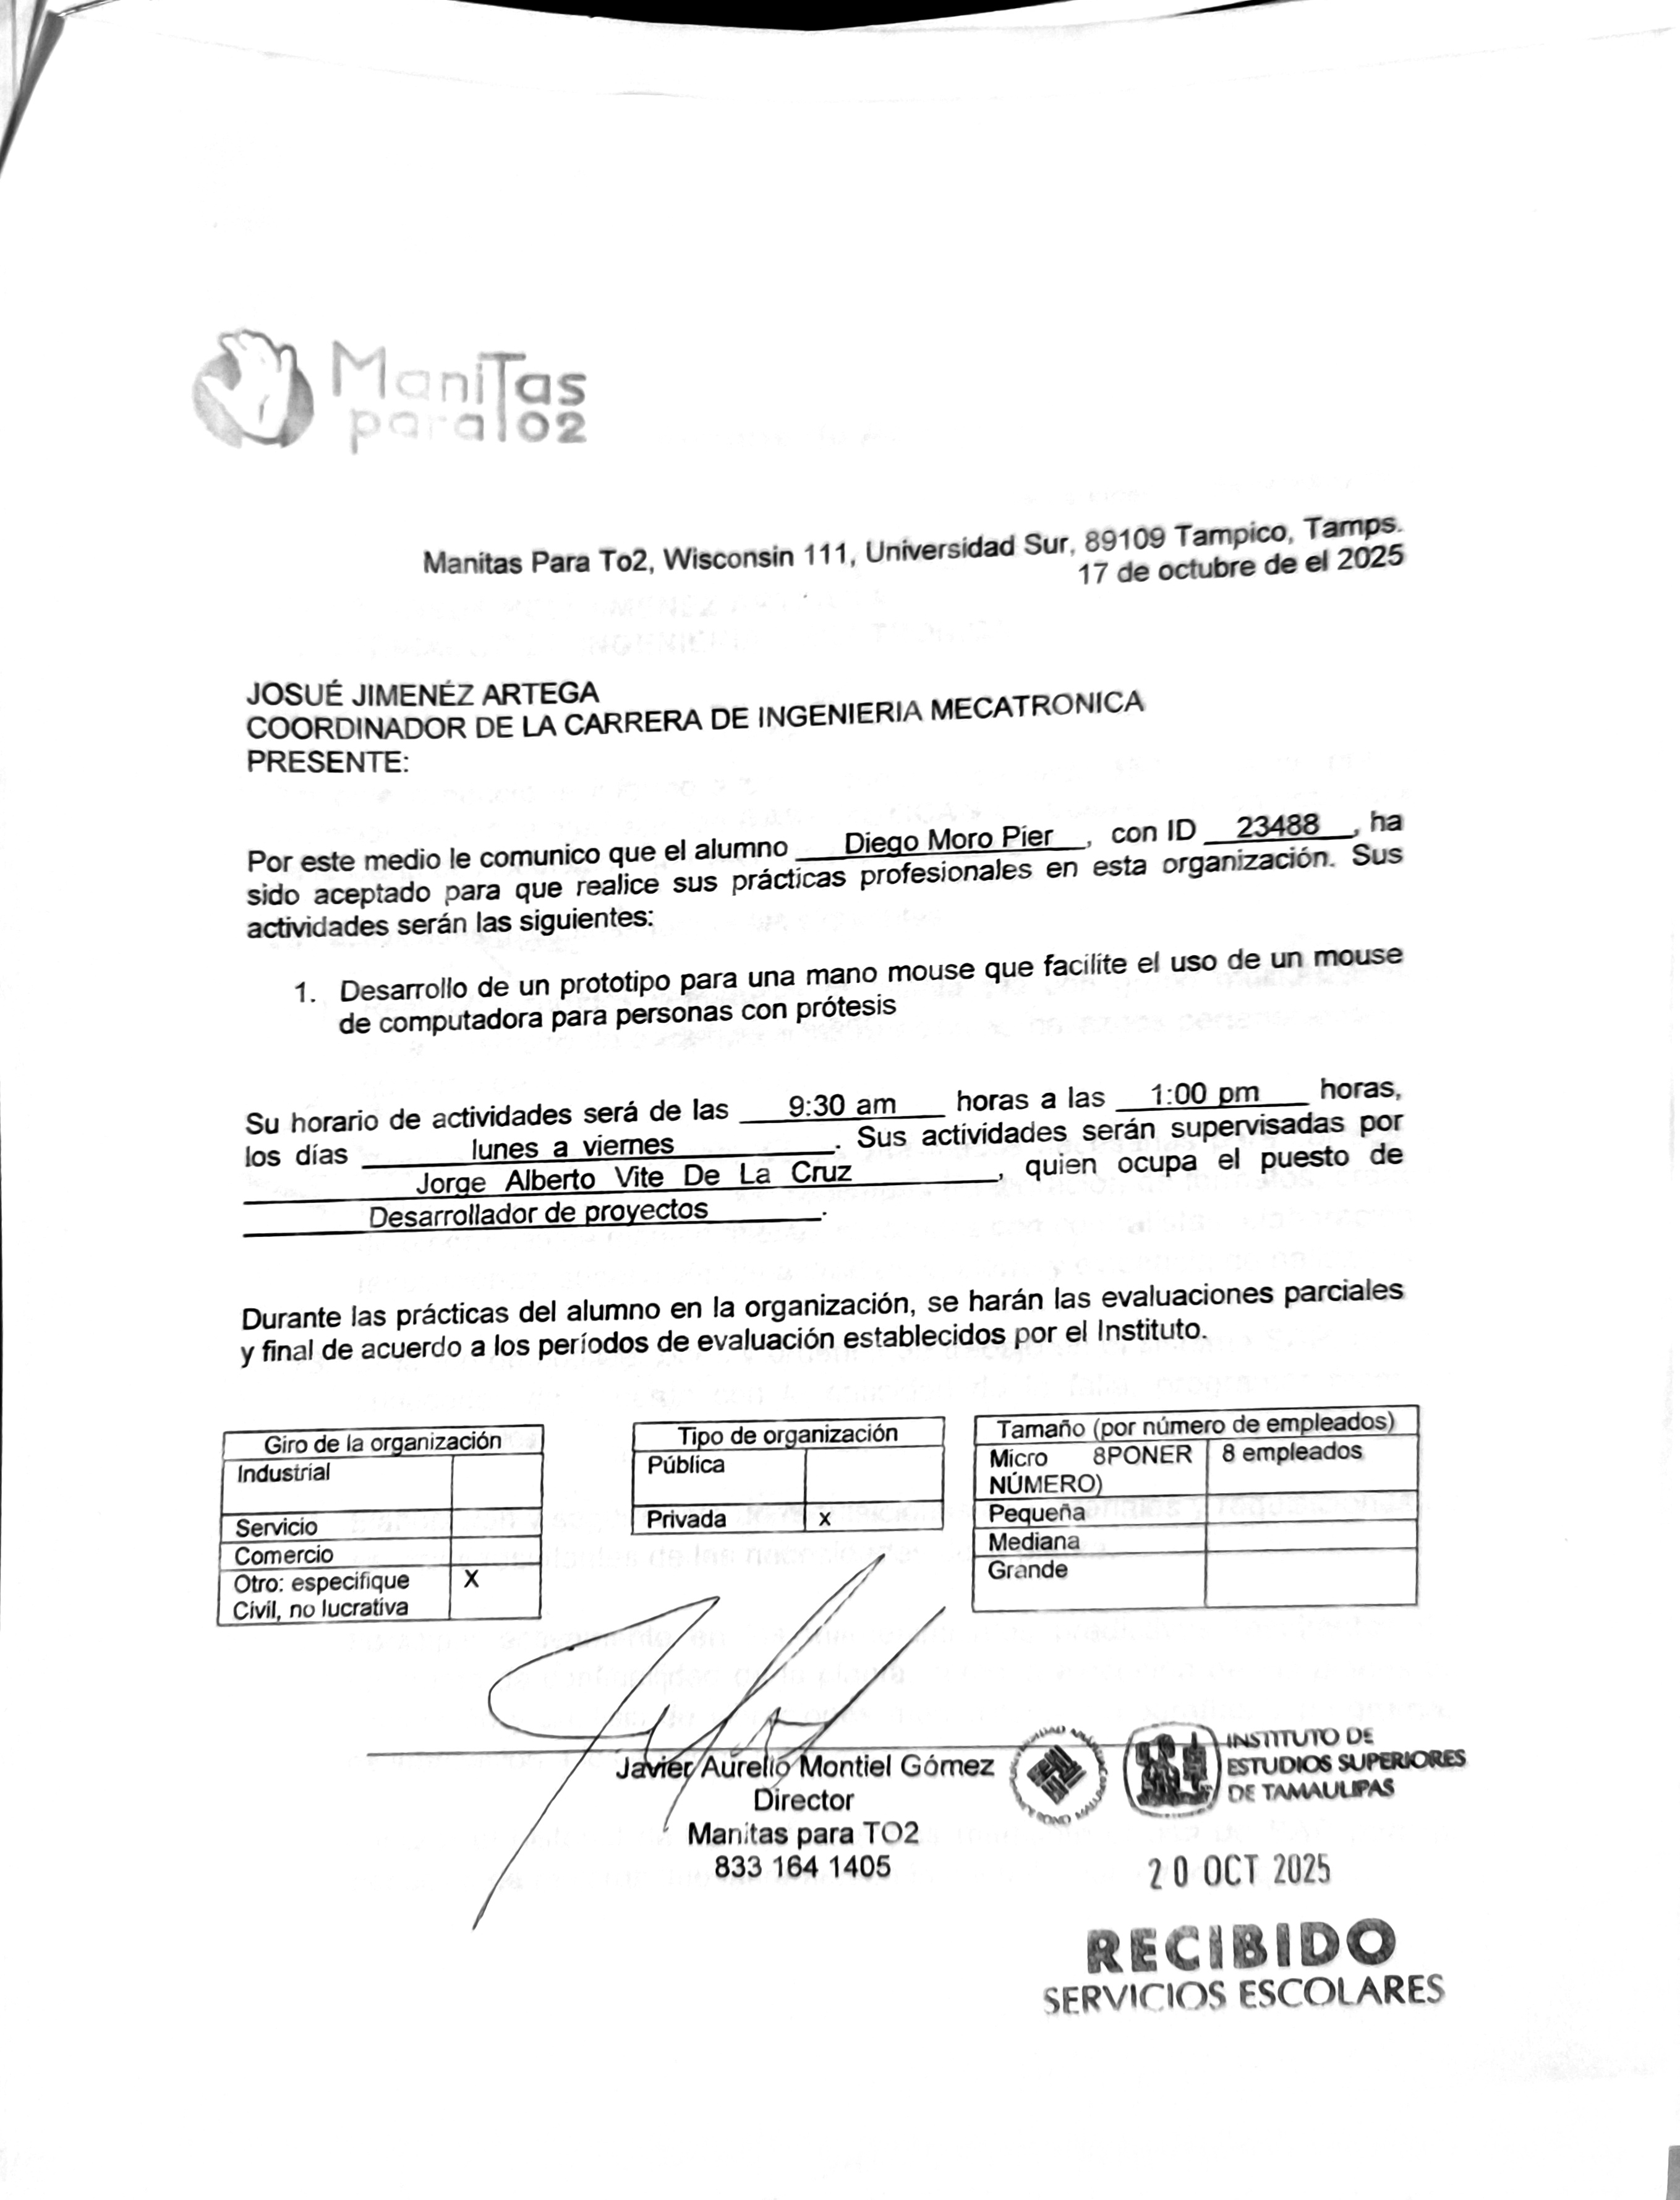 ManiTas
para To2
Manitas Para To2, Wisconsin 111, Universidad Sur, 89109 Tampico, Tamps.
17 de octubre de el 2025
JOSUÉ JIMENÉZ ARTEGA
COORDINADOR DE LA CARRERA DE INGENIERIA MECATRONICA
PRESENTE:
Por este medio le comunico que el alumno Diego Moro Pier, con ID 23488, ha
sido aceptado para que realice sus prácticas profesionales en esta organización. Sus
actividades serán las siguientes:
1. Desarrollo de un prototipo para una mano mouse que facilite el uso de un mouse
de computadora para personas con prótesis
Su horario de actividades será de las 9:30 am horas a las 1:00 pm horas,
los días lunes a viernes. Sus actividades serán supervisadas por
Jorge Alberto Vite De La Cruz, quien ocupa el puesto de
Desarrollador de proyectos.
Durante las prácticas del alumno en la organización, se harán las evaluaciones parciales
y final de acuerdo a los períodos de evaluación establecidos por el Instituto.
Giro de la organización
Industrial
Servicio
Comercio
Otro: especifique X
Civil, no lucrativa
Tipo de organización
Pública
Privada x
Tamaño (por número de empleados)
Micro 8PONER 8 empleados
NÚMERO)
Pequeña
Mediana
Grande
Javier Aurelio Montiel Gómez
Director
Manitas para TO2
833 164 1405
INSTITUTO DE
ESTUDIOS SUPERIORES
DE TAMAULIPAS
20 OCT 2025
RECIBIDO
SERVICIOS ESCOLARES